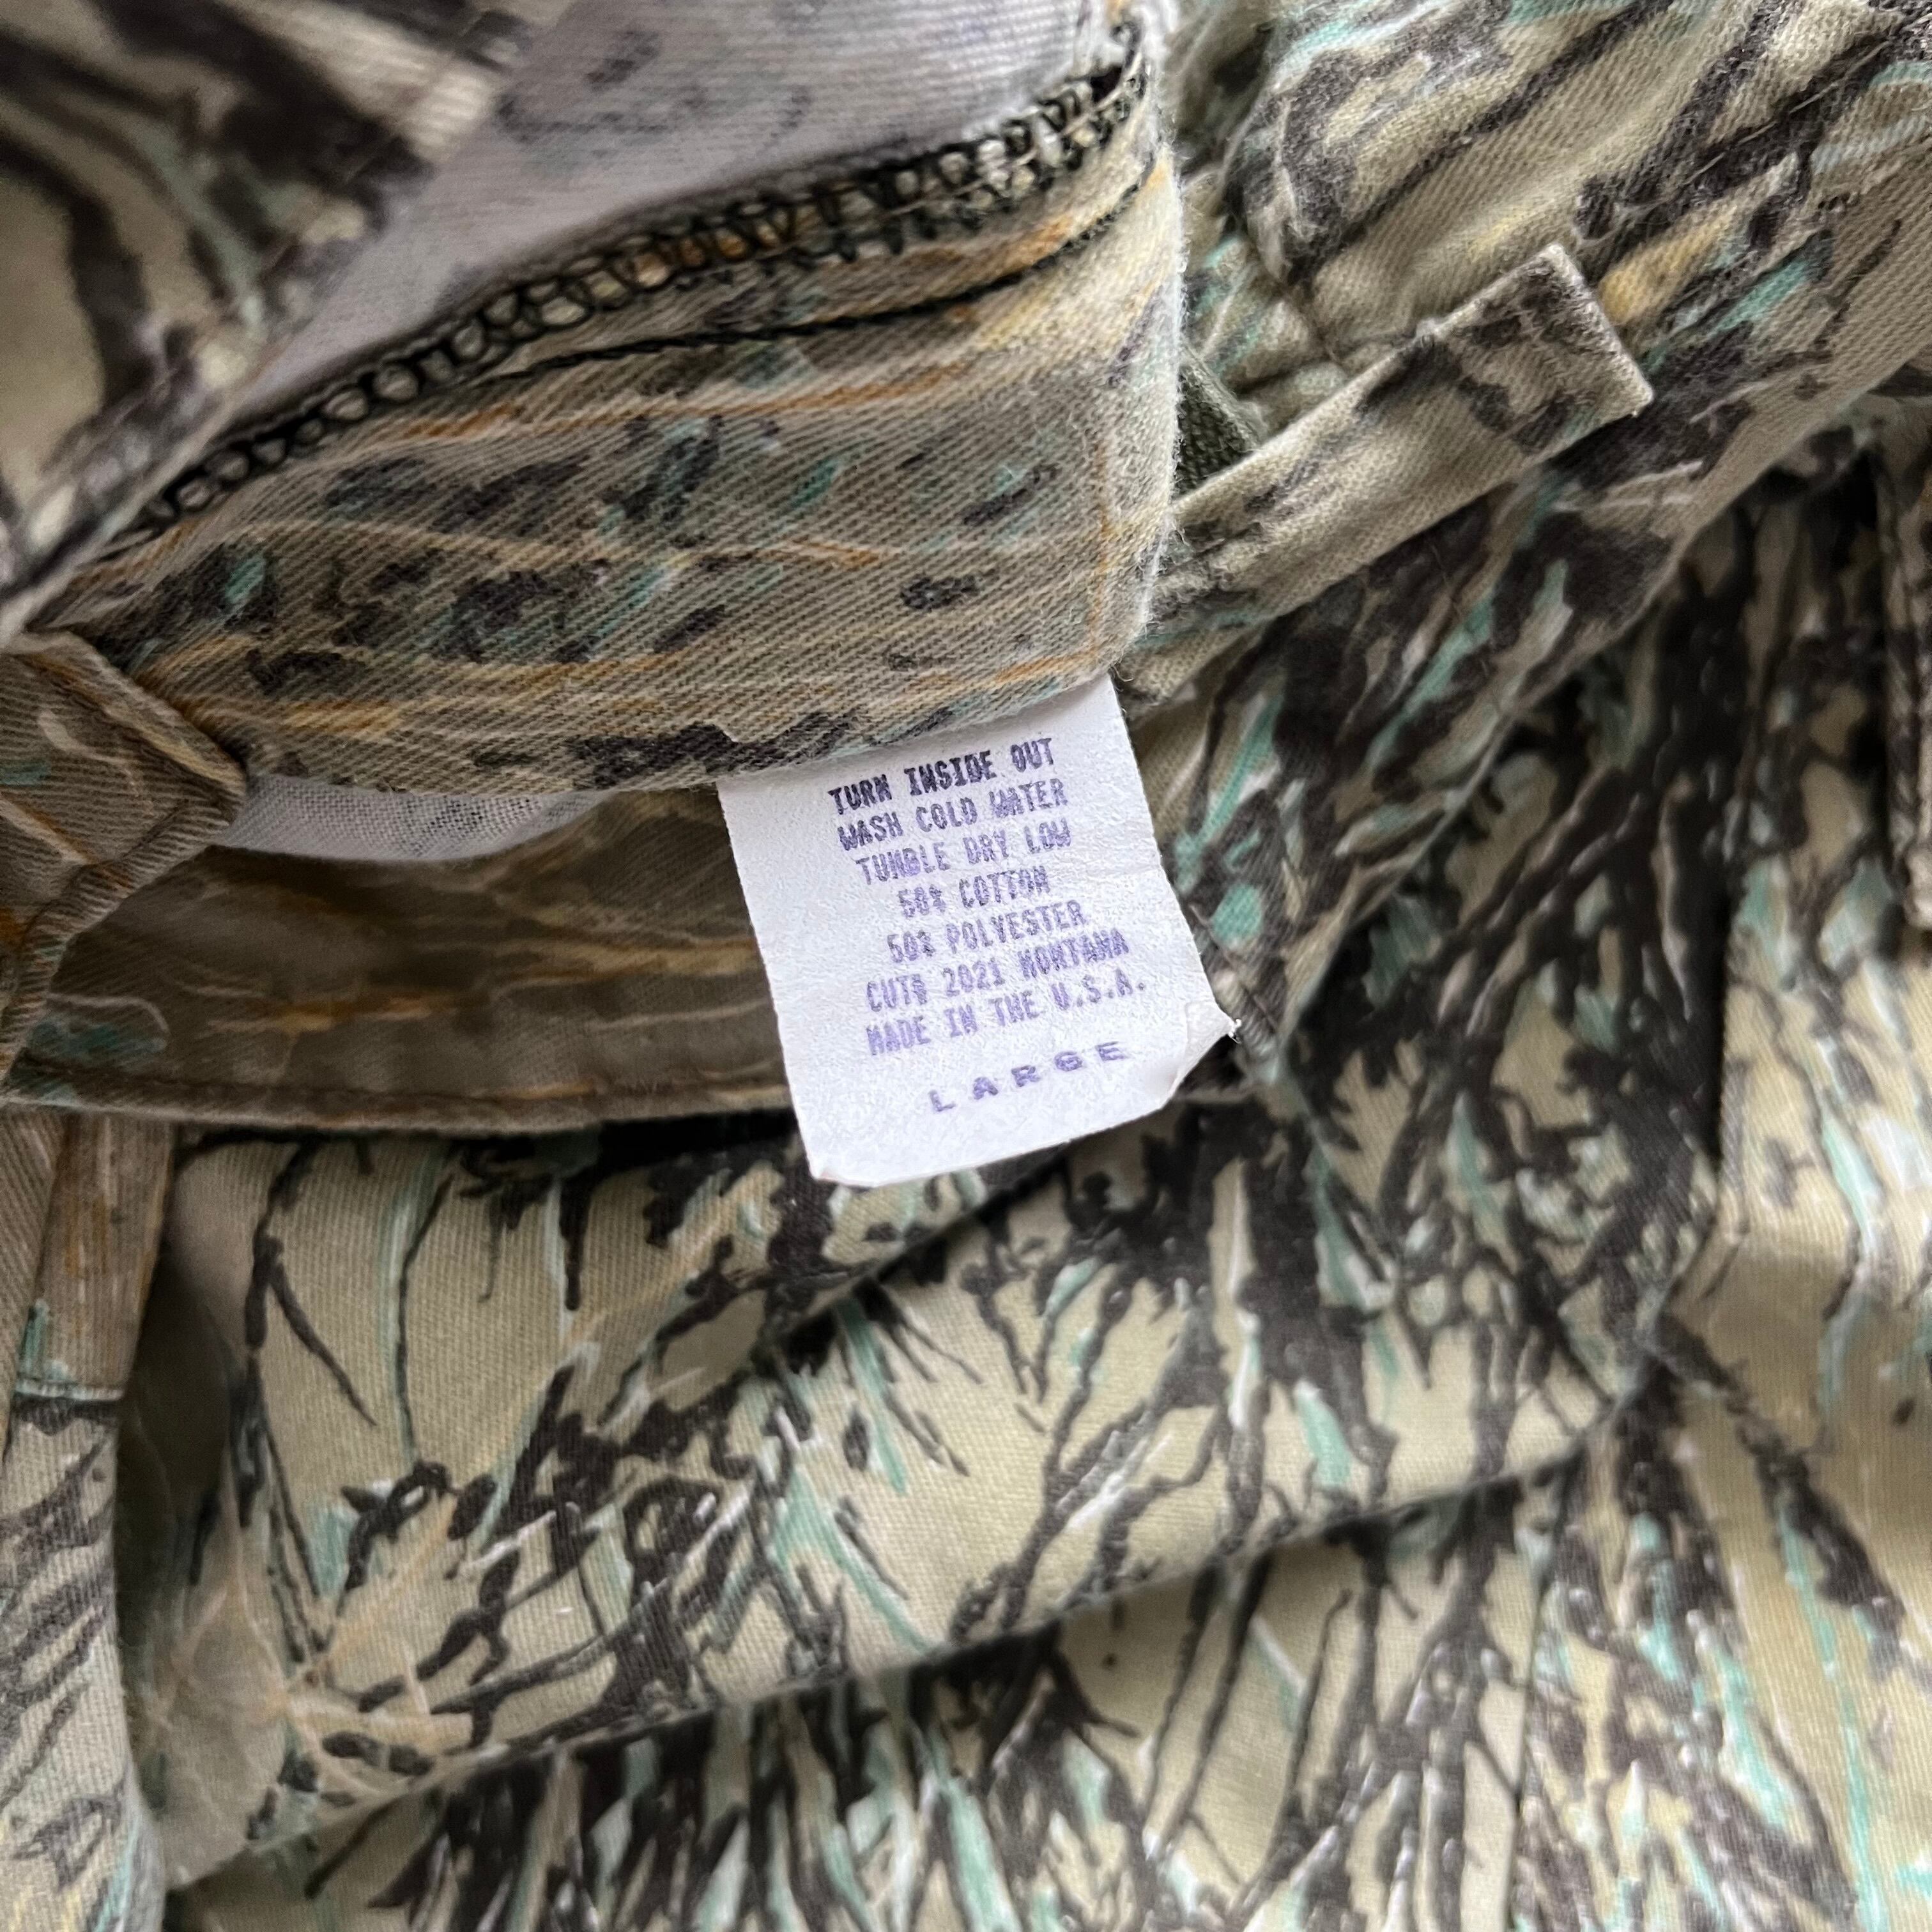 TURN INSIDE OUT
WASH COLD WATER
TUMBLE DRY LOW
50% COTTON
50% POLYESTER
CUT# 2021 MONTANA
MADE IN THE U.S.A.
LARGE